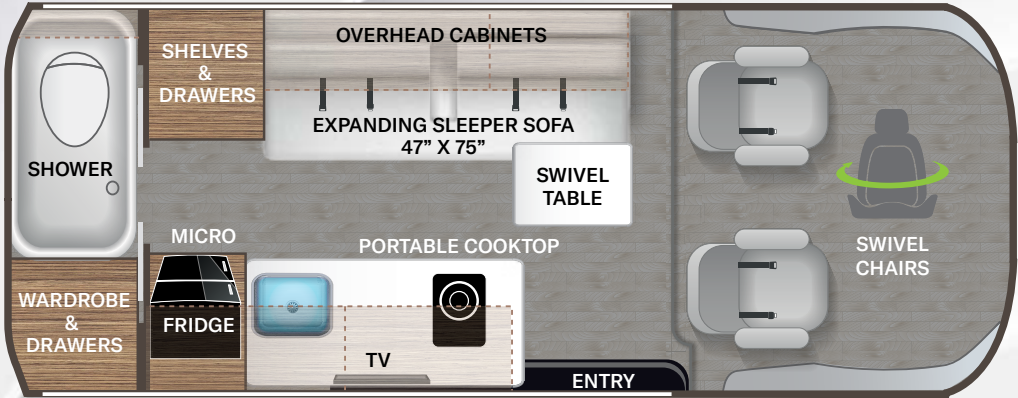 OVERHEAD CABINETS
SHELVES
&
DRAWERS
EXPANDING SLEEPER SOFA
47” X 75”
SHOWER
SWIVEL
TABLE
MICRO
PORTABLE COOKTOP
SWIVEL
CHAIRS
WARDROBE
&
DRAWERS
FRIDGE
TV
ENTRY